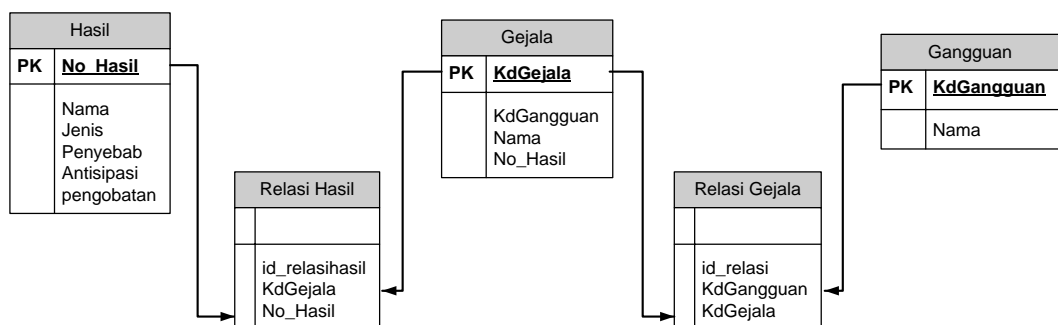 Hasil
PK No_Hasil
Nama
Jenis
Penyebab
Antisipasi
pengobatan
Relasi Hasil
id_relasihasil
KdGejala
No_Hasil
Gejala
PK KdGejala
KdGangguan
Nama
No_Hasil
Relasi Gejala
id_relasi
KdGangguan
KdGejala
Gangguan
PK KdGangguan
Nama